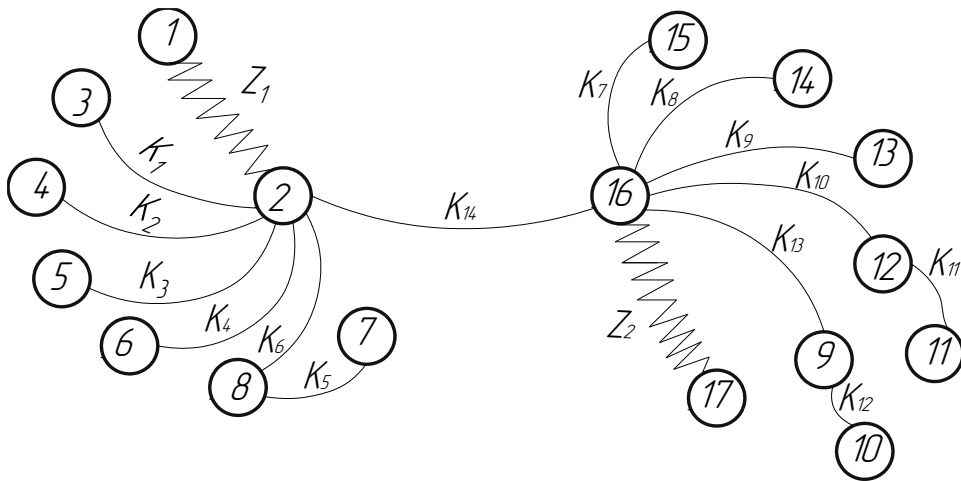 1
15
Z₁
14
3
K₇
K₈
K₉
13
K₁
4
K₂
2
K₁₄
16
K₁₀
K₁₃
12
K₁₁
5
K₃
K₄
6
K₆
7
Z₂
8
K₅
9
11
17
K₁₂
10